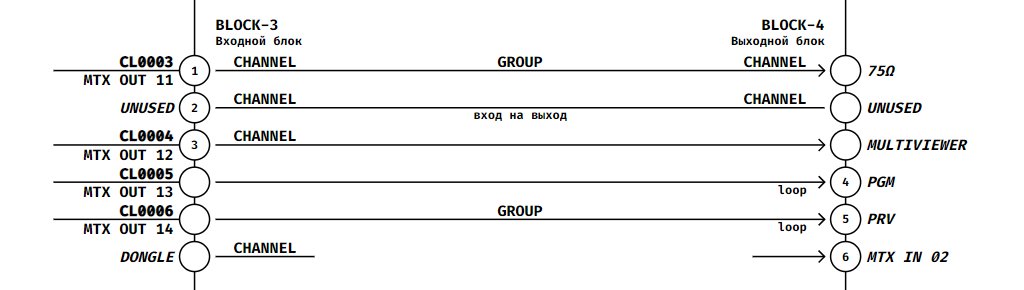 BLOCK-3 BLOCK-4
Входной блок Выходной блок
CL0003 1 CHANNEL GROUP CHANNEL 75Ω
MTX OUT 11
UNUSED 2 CHANNEL CHANNEL UNUSED
вход на выход
CL0004 3 CHANNEL MULTIVIEWER
MTX OUT 12
CL0005 4 PGM
MTX OUT 13 loop
CL0006 GROUP 5 PRV
MTX OUT 14 loop
DONGLE CHANNEL 6 MTX IN 02